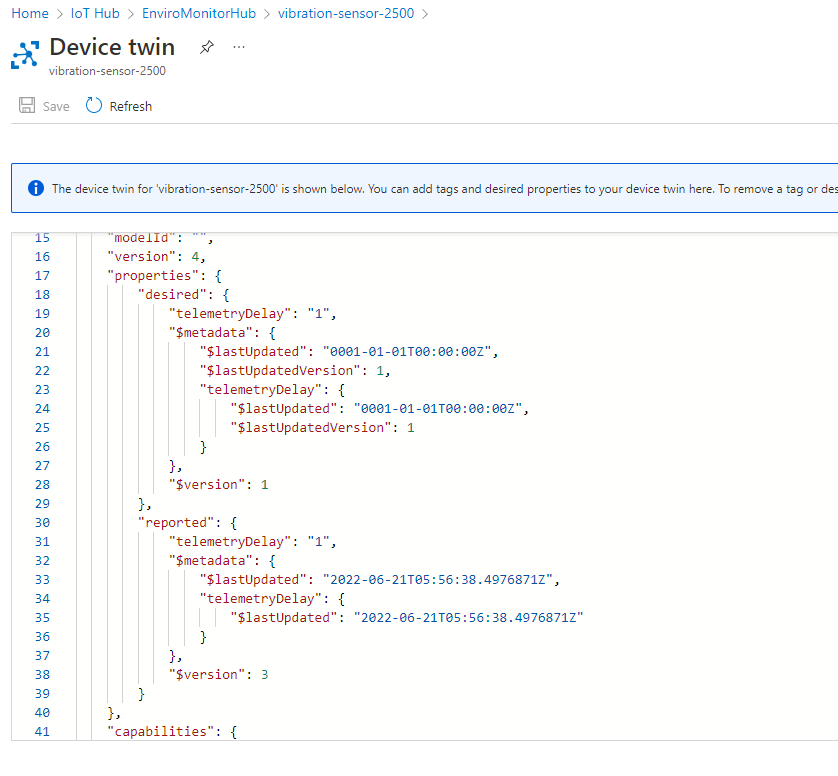 Home > IoT Hub > EnviroMonitorHub > vibration-sensor-2500 >
Device twin ...
vibration-sensor-2500
Save Refresh
The device twin for 'vibration-sensor-2500' is shown below. You can add tags and desired properties to your device twin here. To remove a tag or des
15 "modelId": "",
16 "version": 4,
17 "properties": {
18 "desired": {
19 "telemetryDelay": "1",
20 "$metadata": {
21 "$lastUpdated": "0001-01-01T00:00:00Z",
22 "$lastUpdatedVersion": 1,
23 "telemetryDelay": {
24 "$lastUpdated": "0001-01-01T00:00:00Z",
25 "$lastUpdatedVersion": 1
26 }
27 },
28 "$version": 1
29 },
30 "reported": {
31 "telemetryDelay": "1",
32 "$metadata": {
33 "$lastUpdated": "2022-06-21T05:56:38.4976871Z",
34 "telemetryDelay": {
35 "$lastUpdated": "2022-06-21T05:56:38.4976871Z"
36 }
37 },
38 "$version": 3
39 }
40 },
41 "capabilities": {